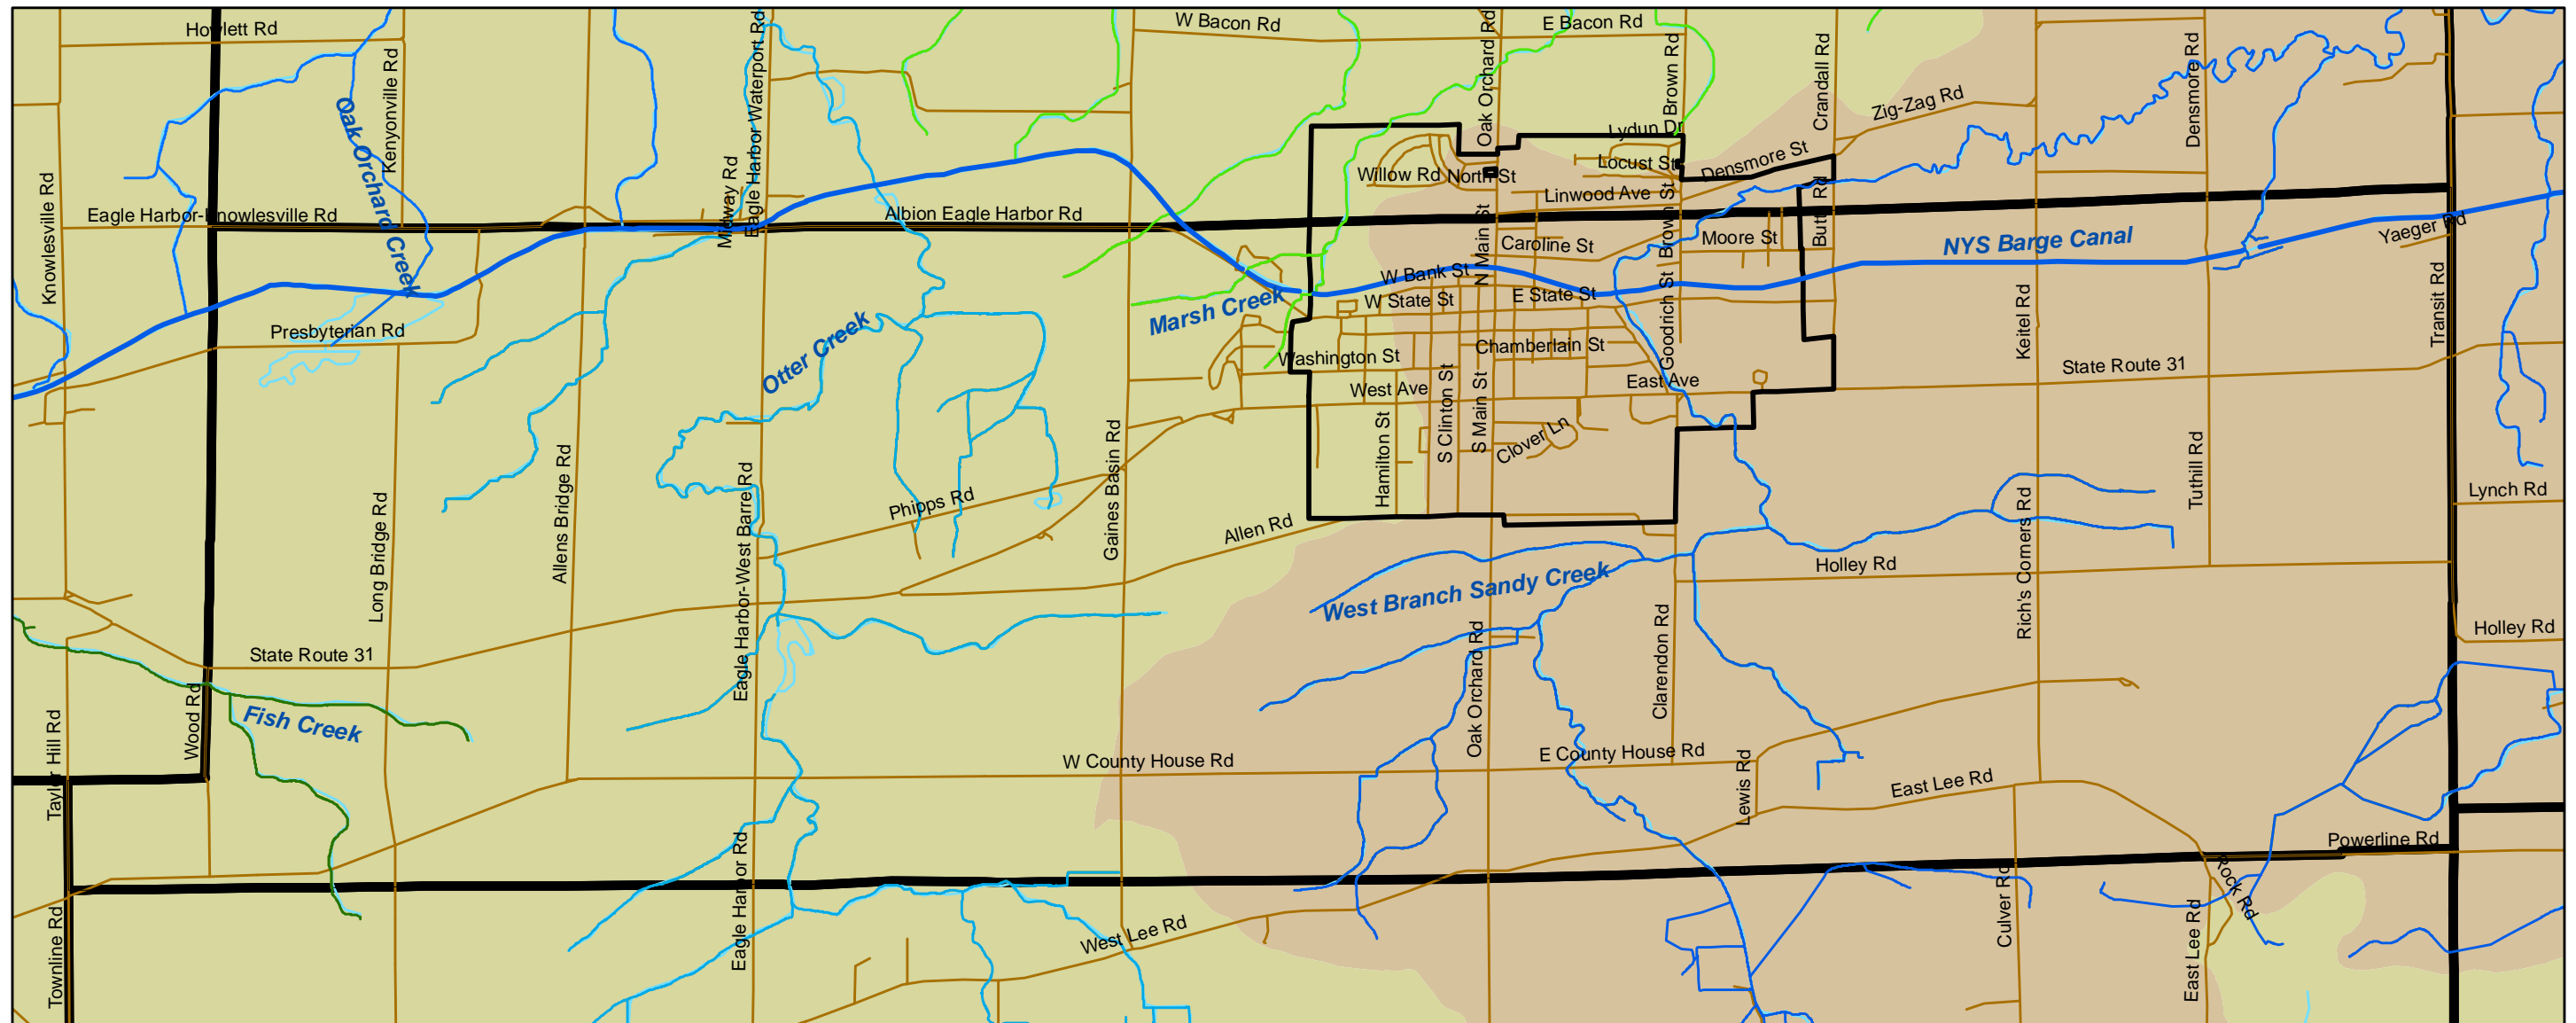 Howlett Rd
W Bacon Rd
E Bacon Rd
Kenyonville Rd
Eagle Harbor Waterport Rd
Oak Orchard Rd
Brown Rd
Crandall Rd
Densmore Rd
Zig-Zag Rd
Oak Orchard Creek
Lydun Dr
Locust St
Densmore St
Willow Rd
North St
Linwood Ave
Knowlesville Rd
Midway Rd
Eagle Harbor-Knowlesville Rd
Albion Eagle Harbor Rd
N Main St
Brown St
Butts Rd
Caroline St
Moore St
NYS Barge Canal
Yaeger Rd
W Bank St
W State St
E State St
Goodrich St
Marsh Creek
Presbyterian Rd
Otter Creek
Keitel Rd
Transit Rd
Washington St
Chamberlain St
State Route 31
West Ave
East Ave
S Clinton St
S Main St
Hamilton St
Clover Ln
Long Bridge Rd
Allens Bridge Rd
Eagle Harbor-West Barre Rd
Gaines Basin Rd
Phipps Rd
Allen Rd
Tuthill Rd
Lynch Rd
Rich's Corners Rd
Holley Rd
West Branch Sandy Creek
Holley Rd
State Route 31
Clarendon Rd
Oak Orchard Rd
Fish Creek
Wood Rd
Taylor Hill Rd
W County House Rd
E County House Rd
Lewis Rd
East Lee Rd
Powerline Rd
Eagle Harbor Rd
West Lee Rd
Culver Rd
Rock Rd
East Lee Rd
Townline Rd